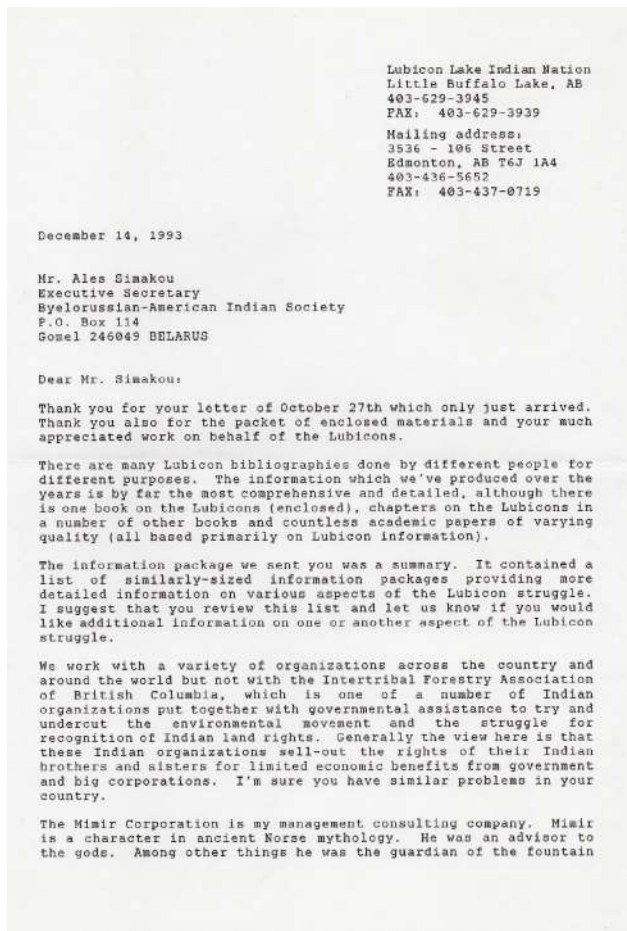 Lubicon Lake Indian Nation
Little Buffalo Lake, AB
403-629-3945
FAX: 403-629-3939
Mailing address:
3536 - 106 Street
Edmonton, AB T6J 1A4
403-436-5652
FAX: 403-437-0719
December 14, 1993
Mr. Ales Simakou
Executive Secretary
Byelorussian-American Indian Society
P.O. Box 114
Gomel 246049 BELARUS
Dear Mr. Simakou:
Thank you for your letter of October 27th which only just arrived.
Thank you also for the packet of enclosed materials and your much
appreciated work on behalf of the Lubicons.
There are many Lubicon bibliographies done by different people for
different purposes. The information which we've produced over the
years is by far the most comprehensive and detailed, although there
is one book on the Lubicons (enclosed), chapters on the Lubicons in
a number of other books and countless academic papers of varying
quality (all based primarily on Lubicon information).
The information package we sent you was a summary. It contained a
list of similarly-sized information packages providing more
detailed information on various aspects of the Lubicon struggle.
I suggest that you review this list and let us know if you would
like additional information on one or another aspect of the Lubicon
struggle.
We work with a variety of organizations across the country and
around the world but not with the Intertribal Forestry Association
of British Columbia, which is one of a number of Indian
organizations put together with governmental assistance to try and
undercut the environmental movement and the struggle for
recognition of Indian land rights. Generally the view here is that
these Indian organizations sell-out the rights of their Indian
brothers and sisters for limited economic benefits from government
and big corporations. I'm sure you have similar problems in your
country.
The Mimir Corporation is my management consulting company. Mimir
is a character in ancient Norse mythology. He was an advisor to
the gods. Among other things he was the guardian of the fountain